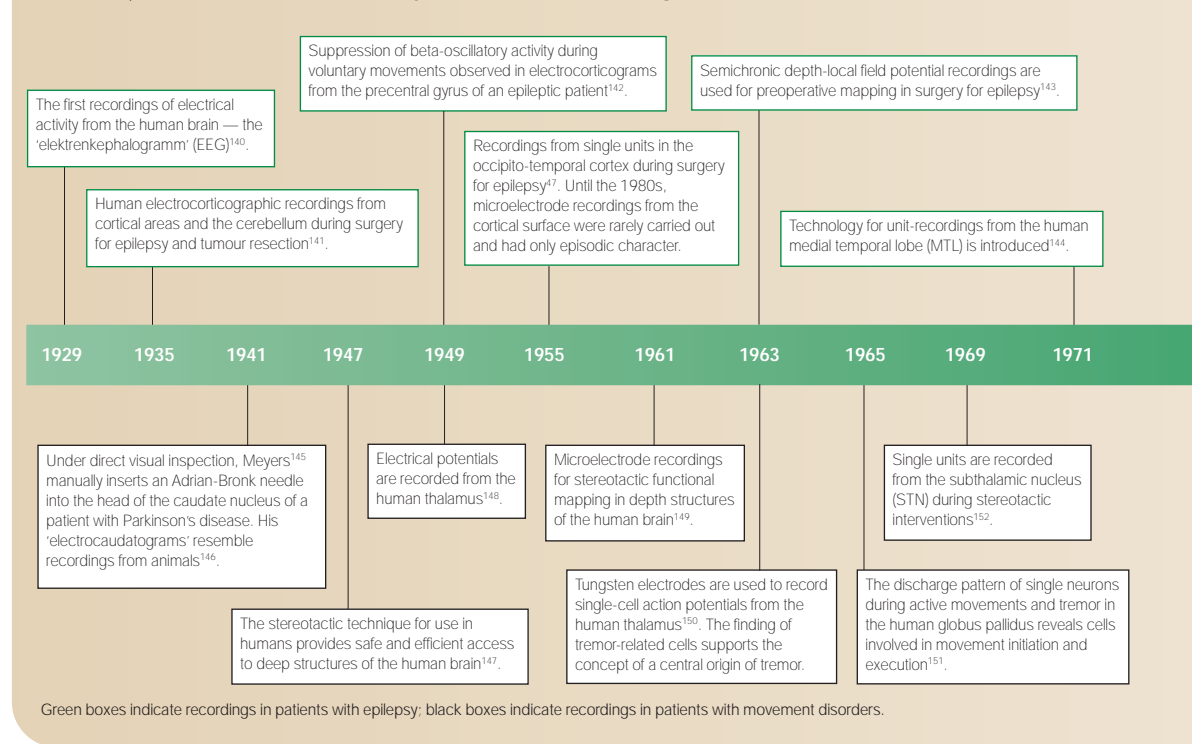 Suppression of beta-oscillatory activity during
voluntary movements observed in electrocorticograms
from the precentral gyrus of an epileptic patient142.
Semichronic depth-local field potential recordings are
used for preoperative mapping in surgery for epilepsy143.
The first recordings of electrical
activity from the human brain — the
‘elektrenkephalogramm’ (EEG)140.
Recordings from single units in the
occipito-temporal cortex during surgery
for epilepsy47. Until the 1980s,
microelectrode recordings from the
cortical surface were rarely carried out
and had only episodic character.
Human electrocorticographic recordings from
cortical areas and the cerebellum during surgery
for epilepsy and tumour resection141.
Technology for unit-recordings from the human
medial temporal lobe (MTL) is introduced144.
1929 1935 1941 1947 1949 1955 1961 1963 1965 1969 1971
Under direct visual inspection, Meyers145
manually inserts an Adrian-Bronk needle
into the head of the caudate nucleus of a
patient with Parkinson’s disease. His
‘electrocaudatograms’ resemble
recordings from animals146.
Electrical potentials
are recorded from the
human thalamus148.
Microelectrode recordings
for stereotactic functional
mapping in depth structures
of the human brain149.
Single units are recorded
from the subthalamic nucleus
(STN) during stereotactic
interventions152.
The stereotactic technique for use in
humans provides safe and efficient access
to deep structures of the human brain147.
Tungsten electrodes are used to record
single-cell action potentials from the
human thalamus150. The finding of
tremor-related cells supports the
concept of a central origin of tremor.
The discharge pattern of single neurons
during active movements and tremor in
the human globus pallidus reveals cells
involved in movement initiation and
execution151.
Green boxes indicate recordings in patients with epilepsy; black boxes indicate recordings in patients with movement disorders.